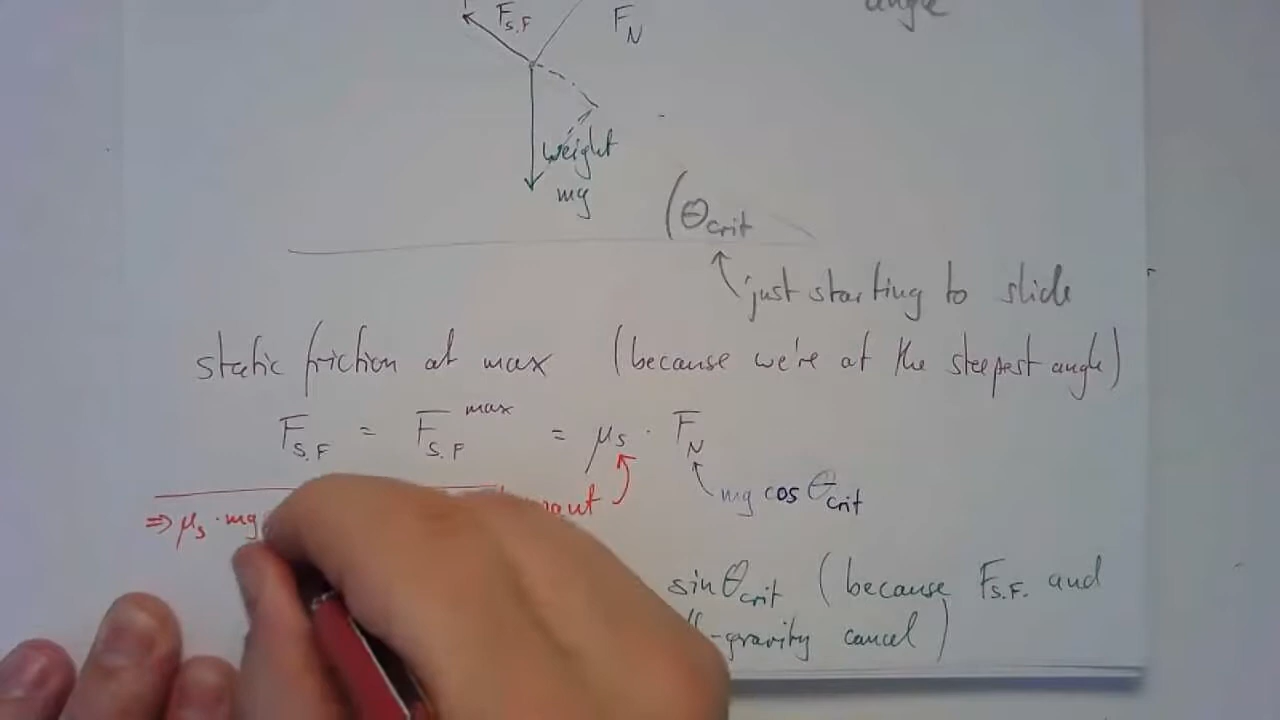 angle
F_S.F F_N
weight
mg
(θ_crit
just starting to slide
static friction at max (because we're at the steepest angle)
F_S.F = F_S.F^max = μ_s · F_N
mg cos θ_crit
⇒ μ_s · mg
sin θ_crit (because F_S.F. and
-gravity cancel)